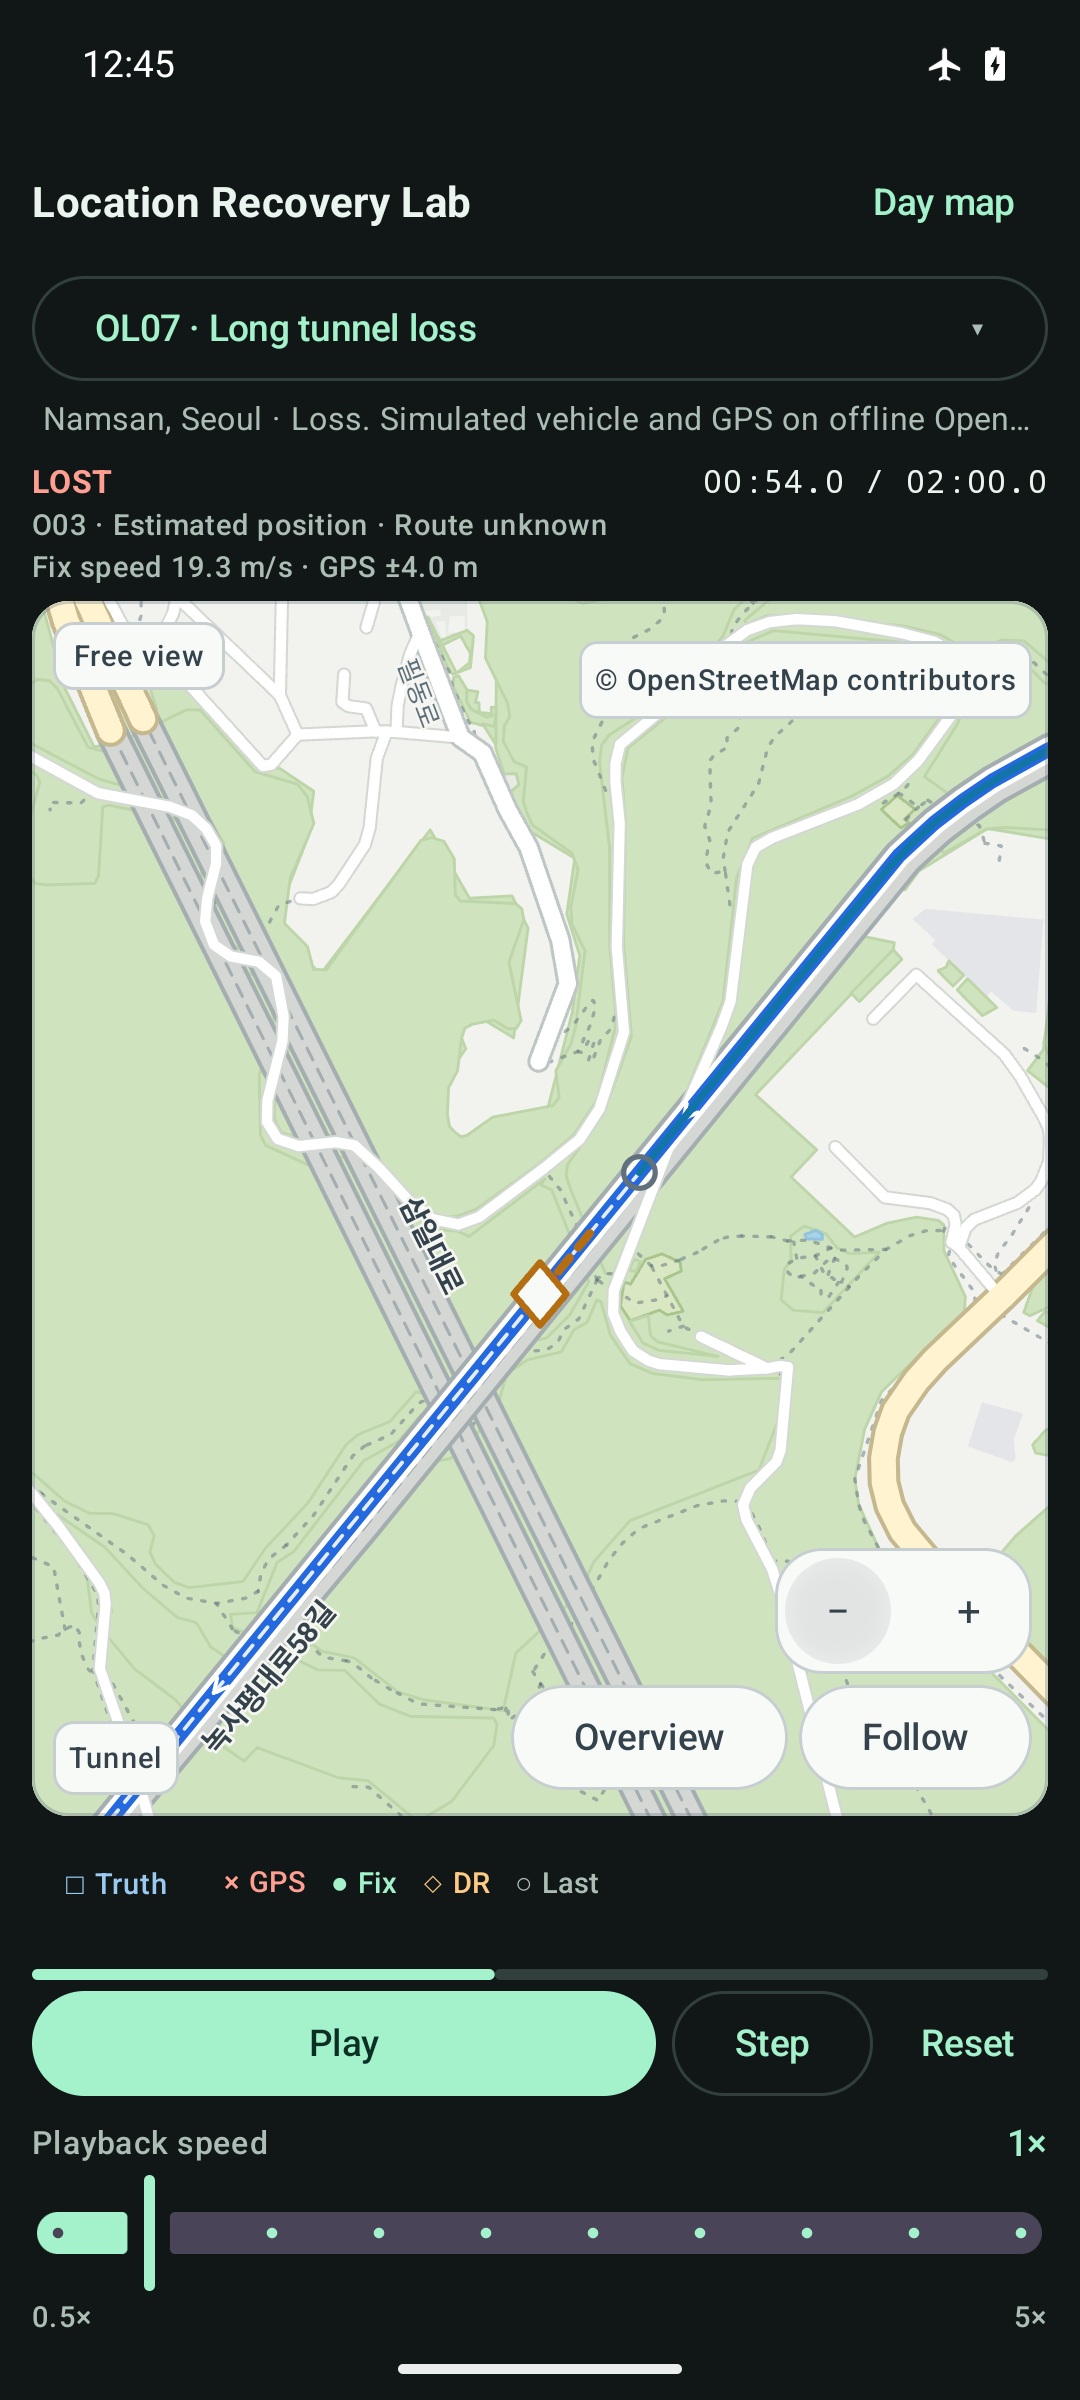 12:45
Location Recovery Lab
Day map
OL07 · Long tunnel loss
▾
Namsan, Seoul · Loss. Simulated vehicle and GPS on offline Open…
LOST
00:54.0 / 02:00.0
O03 · Estimated position · Route unknown
Fix speed 19.3 m/s · GPS ±4.0 m
Free view
필동로
© OpenStreetMap contributors
삼일대로
녹사평대로58길
− +
Overview
Follow
Tunnel
□ Truth × GPS ● Fix ◇ DR ○ Last
Play
Step
Reset
Playback speed
1×
0.5×
5×